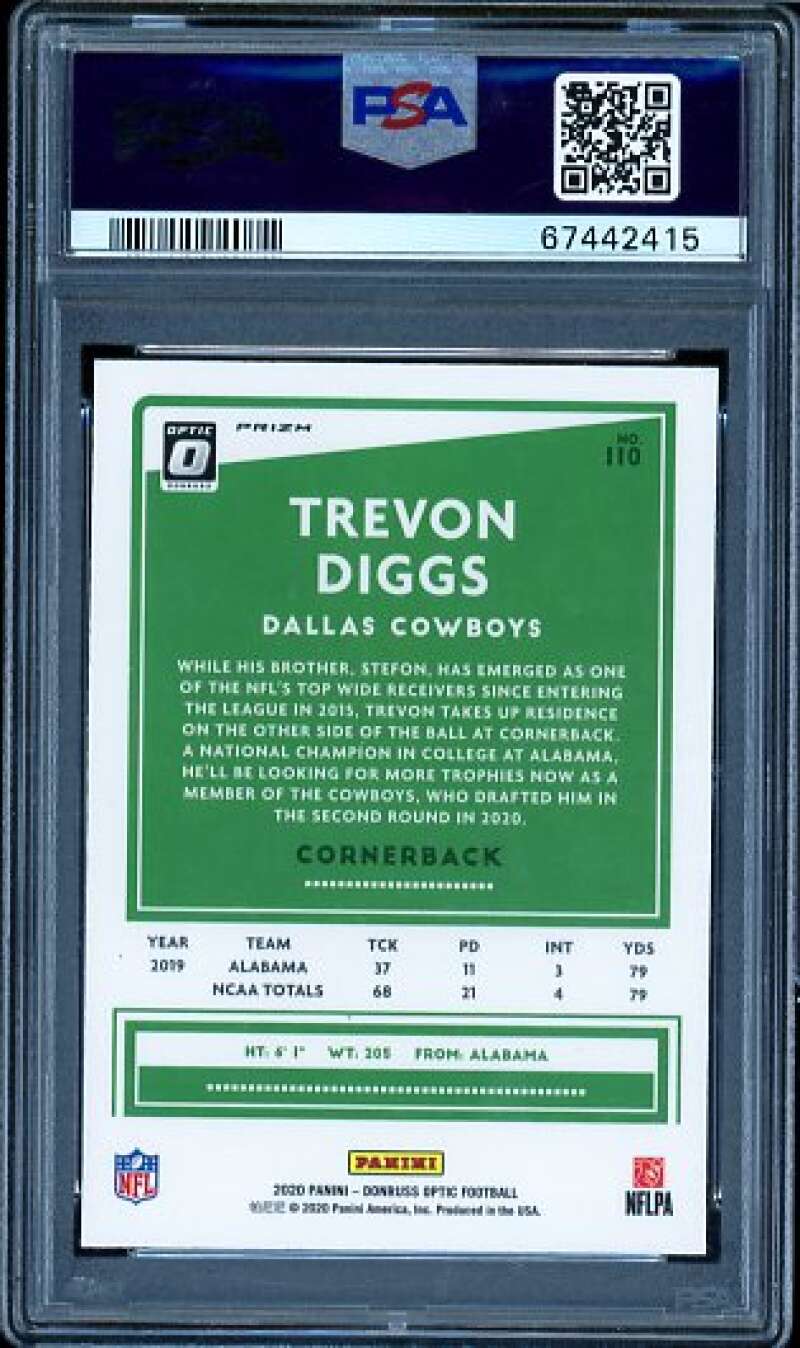 PSA
67442415
OPTIC
PRIZM
DONRUSS
NO.
110
TREVON
DIGGS
DALLAS COWBOYS
WHILE HIS BROTHER, STEFON, HAS EMERGED AS ONE
OF THE NFL'S TOP WIDE RECEIVERS SINCE ENTERING
THE LEAGUE IN 2015, TREVON TAKES UP RESIDENCE
ON THE OTHER SIDE OF THE BALL AT CORNERBACK.
A NATIONAL CHAMPION IN COLLEGE AT ALABAMA,
HE'LL BE LOOKING FOR MORE TROPHIES NOW AS A
MEMBER OF THE COWBOYS, WHO DRAFTED HIM IN
THE SECOND ROUND IN 2020.
CORNERBACK
YEAR TEAM TCK PD INT YDS
2019 ALABAMA 37 11 3 79
NCAA TOTALS 68 21 4 79
HT: 6' 1" WT: 205 FROM: ALABAMA
NFL
PANINI
2020 PANINI – DONRUSS OPTIC FOOTBALL
© 2020 Panini America, Inc. Produced in the USA.
NFLPA
PSA